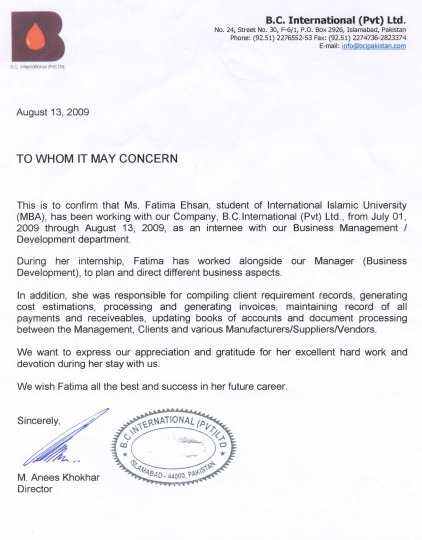 B.C. International (Pvt) Ltd.
No. 24, Street No. 30, F-6/1, P.O. Box 2926, Islamabad, Pakistan
Phone: (92.51) 2276552-53 Fax: (92.51) 2274736-2823374
E-mail: info@bcipakistan.com
B
B.C. International (Pvt) Ltd.
August 13, 2009
TO WHOM IT MAY CONCERN
This is to confirm that Ms. Fatima Ehsan, student of International Islamic University
(MBA), has been working with our Company, B.C.International (Pvt) Ltd., from July 01,
2009 through August 13, 2009, as an internee with our Business Management /
Development department.
During her internship, Fatima has worked alongside our Manager (Business
Development), to plan and direct different business aspects.
In addition, she was responsible for compiling client requirement records, generating
cost estimations, processing and generating invoices, maintaining record of all
payments and receiveables, updating books of accounts and document processing
between the Management, Clients and various Manufacturers/Suppliers/Vendors.
We want to express our appreciation and gratitude for her excellent hard work and
devotion during her stay with us.
We wish Fatima all the best and success in her future career.
Sincerely,
B.C.INTERNATIONAL (PVT) LTD
ISLAMABAD - 44000, PAKISTAN
M. Anees Khokhar
Director